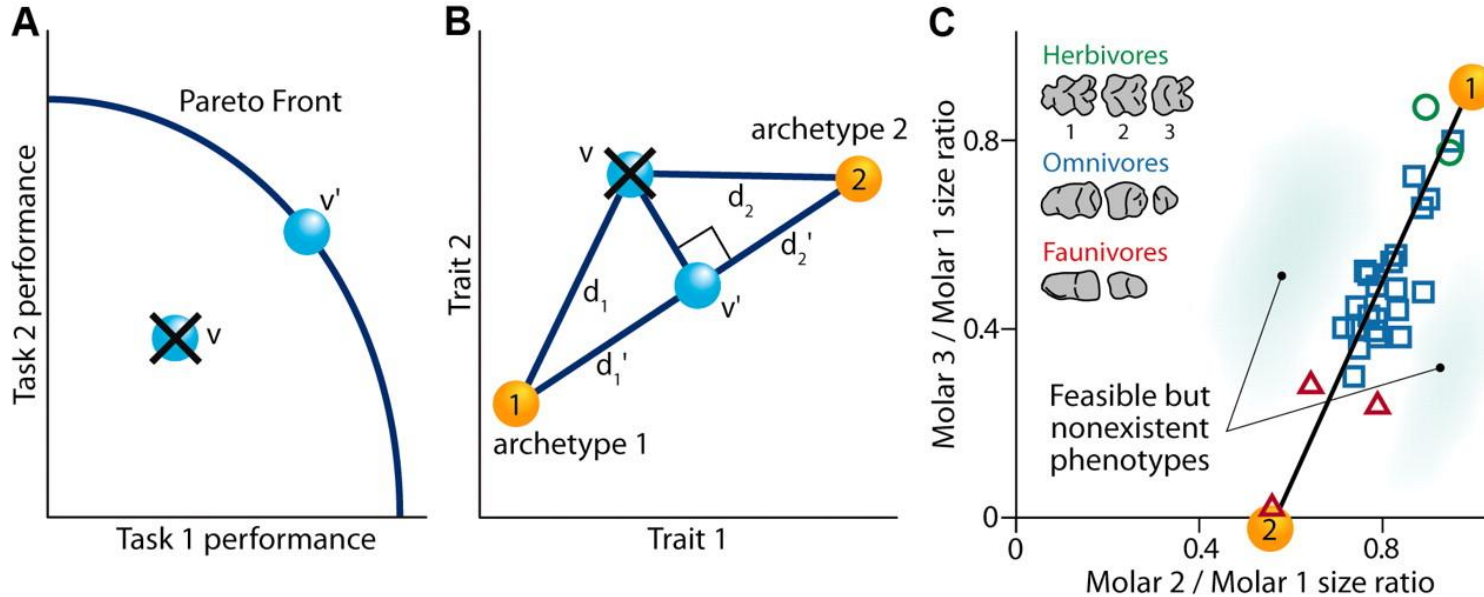 A
Task 2 performance
Pareto Front
v'
v
Task 1 performance
B
Trait 2
archetype 2
v
2
d2
d2'
d1
v'
d1'
1
archetype 1
Trait 1
C
Molar 3 / Molar 1 size ratio
0.8
0.4
0
Herbivores
1 2 3
Omnivores
Faunivores
1
Feasible but
nonexistent
phenotypes
2
0 0.4 0.8
Molar 2 / Molar 1 size ratio